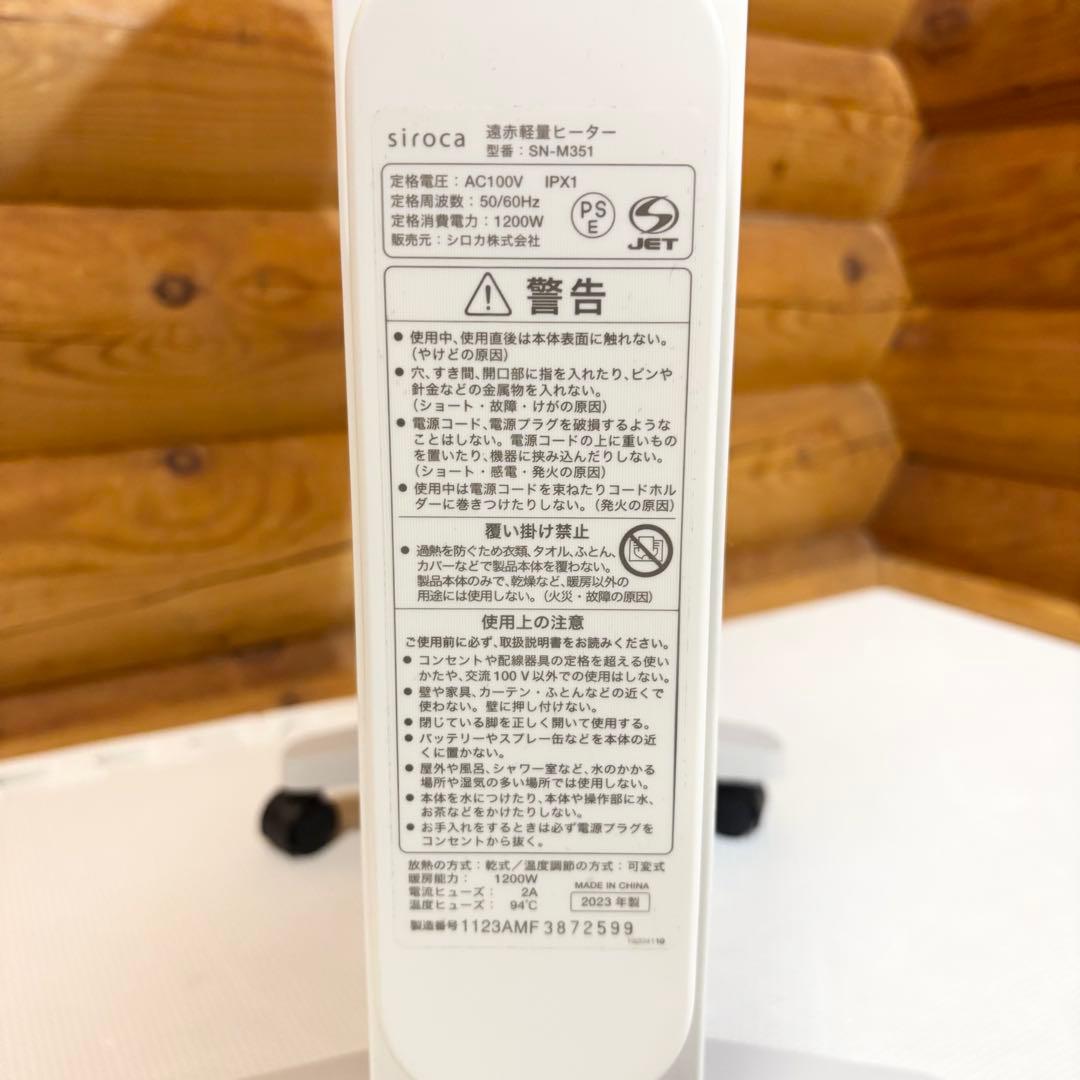 siroca 遠赤軽量ヒーター
型番：SN-M351
定格電圧：AC100V IPX1
定格周波数：50/60Hz
定格消費電力：1200W
販売元：シロカ株式会社
PS
E
JET
警告
● 使用中、使用直後は本体表面に触れない。
（やけどの原因）
● 穴、すき間、開口部に指を入れたり、ピンや
針金などの金属物を入れない。
（ショート・故障・けがの原因）
● 電源コード、電源プラグを破損するような
ことはしない。電源コードの上に重いもの
を置いたり、機器に挟み込んだりしない。
（ショート・感電・発火の原因）
● 使用中は電源コードを束ねたりコードホル
ダーに巻きつけたりしない。（発火の原因）
覆い掛け禁止
● 過熱を防ぐため衣類、タオル、ふとん、
カバーなどで製品本体を覆わない。
製品本体のみで、乾燥など、暖房以外の
用途には使用しない。（火災・故障の原因）
使用上の注意
ご使用前に必ず、取扱説明書をお読みください。
● コンセントや配線器具の定格を超える使い
かたや、交流100V以外での使用はしない。
● 壁や家具、カーテン・ふとんなどの近くで
使わない。壁に押し付けない。
● 閉じている脚を正しく開いて使用する。
● バッテリーやスプレー缶などを本体の近
くに置かない。
● 屋外や風呂、シャワー室など、水のかかる
場所や湿気の多い場所では使用しない。
● 本体を水につけたり、本体や操作部に水、
お茶などをかけたりしない。
● お手入れをするときは必ず電源プラグを
コンセントから抜く。
放熱の方式：乾式／温度調節の方式：可変式
暖房能力： 1200W
電流ヒューズ： 2A
温度ヒューズ： 94℃
MADE IN CHINA
2023 年製
製造番号 1123AMF 3872599